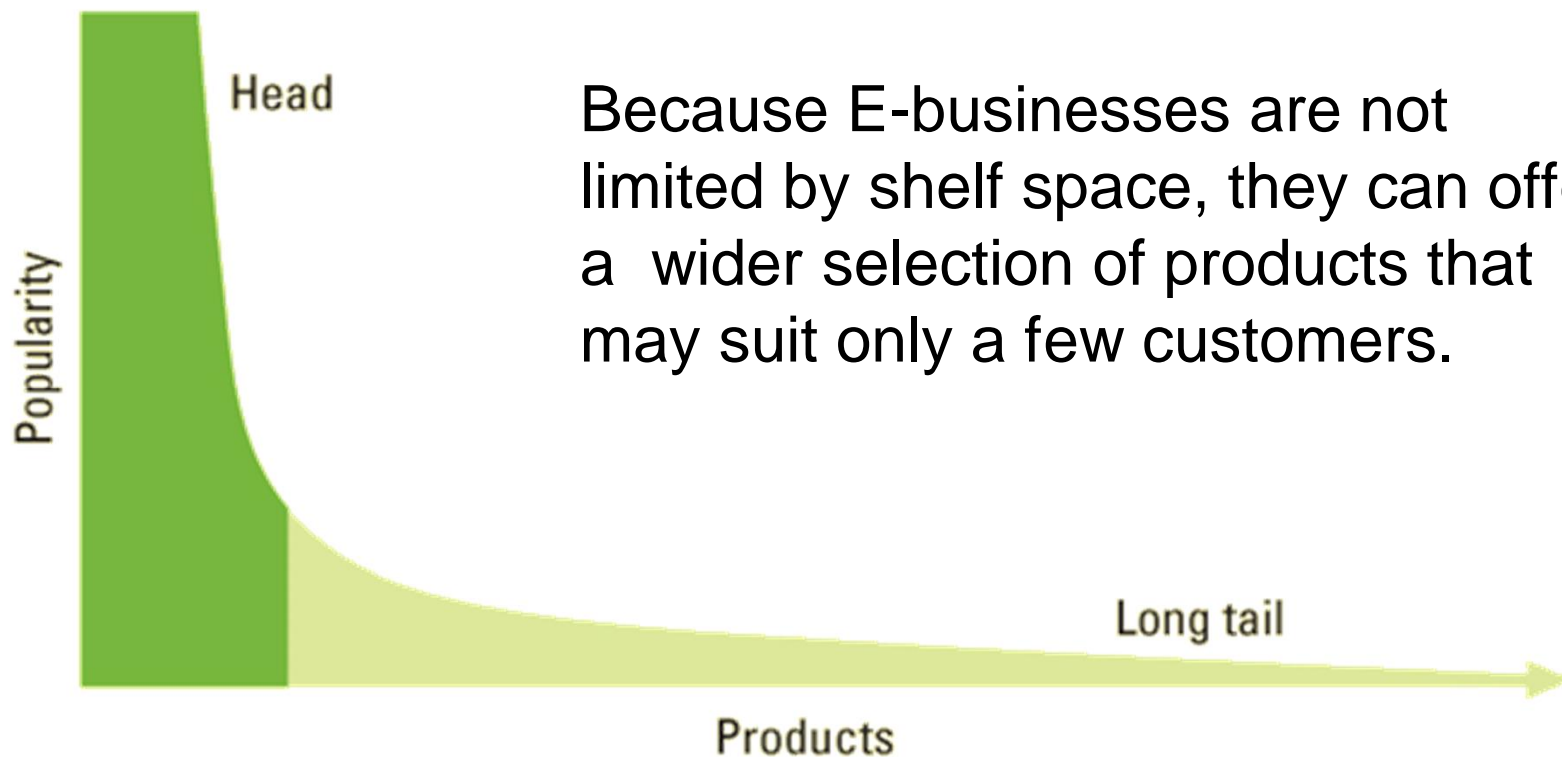 Head
Because E-businesses are not
limited by shelf space, they can
a  wider selection of products that
may suit only a few customers.
Popularity
Long tail
Products